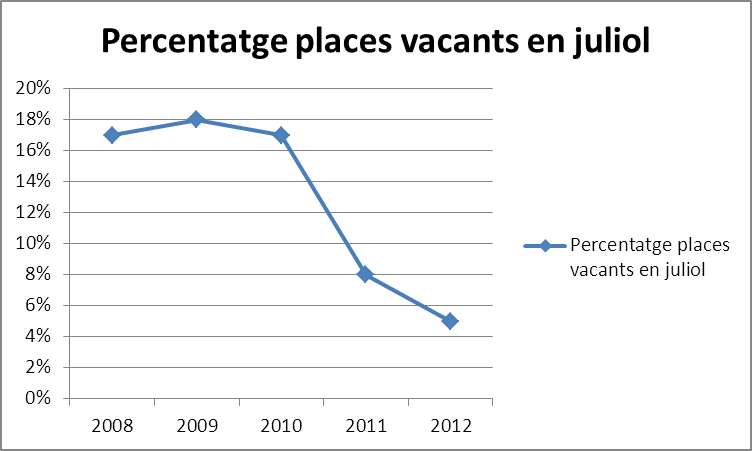 Percentatge places vacants en juliol
20%
18%
16%
14%
12%
10%
8%
6%
4%
2%
0%
2008 2009 2010 2011 2012
Percentatge places
vacants en juliol